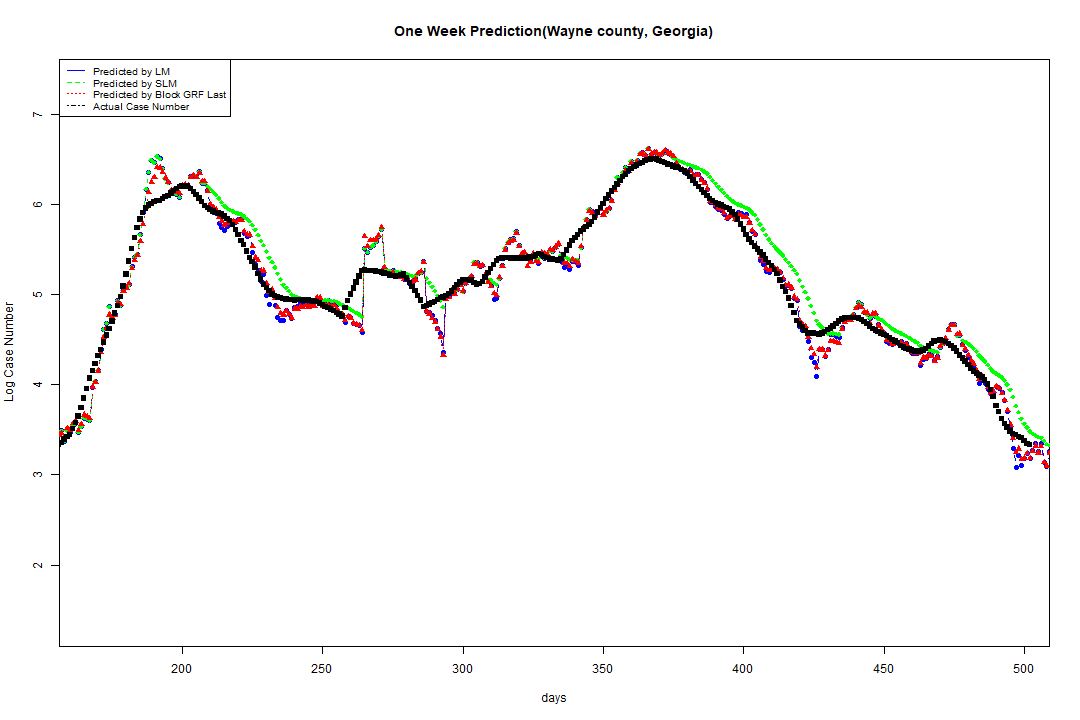 One Week Prediction(Wayne county, Georgia)
Predicted by LM
Predicted by SLM
Predicted by Block GRF Last
Actual Case Number
7
6
5
4
3
2
Log Case Number
200 250 300 350 400 450 500
days